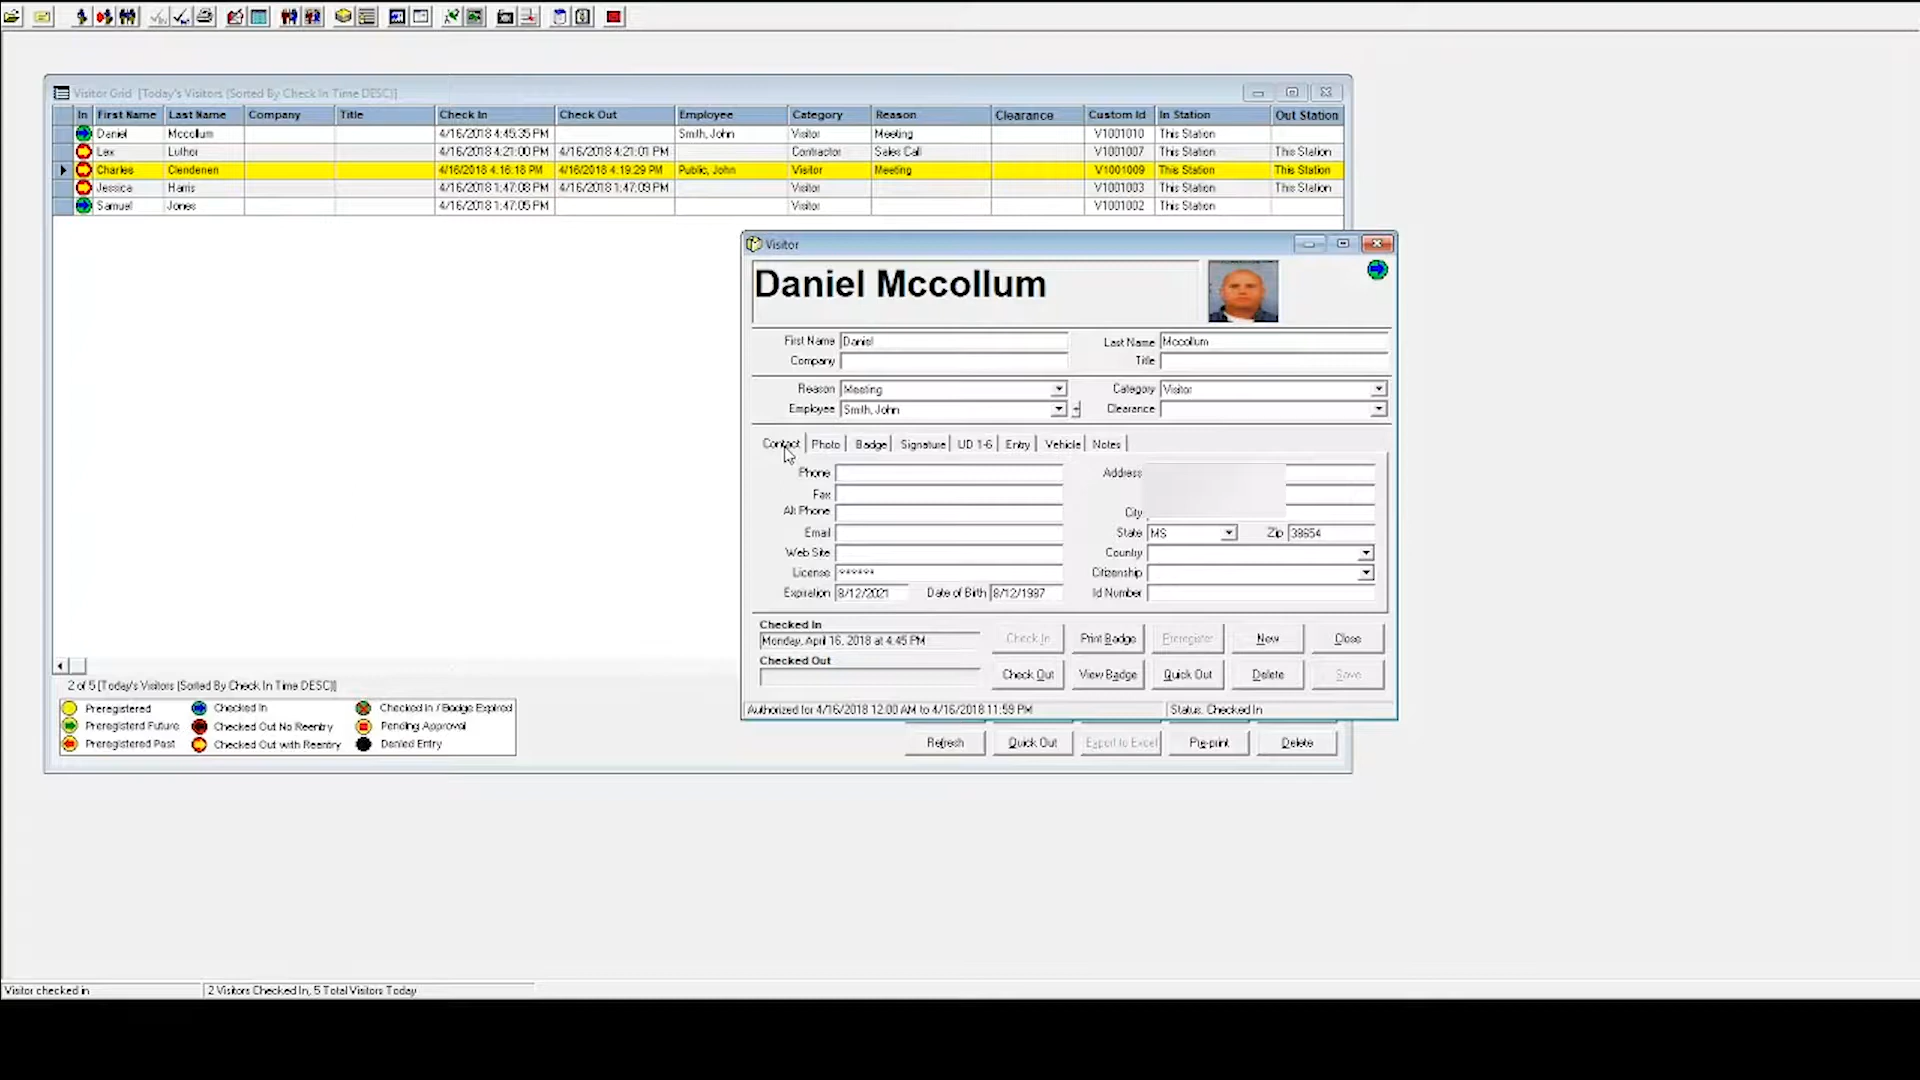 Visitor Grid [Today's Visitors (Sorted By Check In Time DESC)]
In First Name Last Name Company Title Check In Check Out Employee Category Reason Clearance Custom Id In Station Out Station
Daniel Mccollum 4/16/2018 4:45:35 PM Smith, John Visitor Meeting V1001010 This Station
Lex Luthor 4/16/2018 4:21:00 PM 4/16/2018 4:21:01 PM Contractor Sales Call V1001007 This Station This Station
Charles Clendenen 4/16/2018 4:16:18 PM 4/16/2018 4:19:29 PM Public, John Visitor Meeting V1001009 This Station This Station
Jessica Harris 4/16/2018 1:47:08 PM 4/16/2018 1:47:09 PM Visitor V1001003 This Station This Station
Samuel Jones 4/16/2018 1:47:05 PM Visitor V1001002 This Station
Visitor
Daniel Mccollum
First Name Daniel Last Name Mccollum
Company Title
Reason Meeting Category Visitor
Employee Smith, John Clearance
Contact Photo Badge Signature UD 1-6 Entry Vehicle Notes
Phone Address
Fax
Alt Phone City
Email State MS Zip 38654
Web Site Country
License ****** Citizenship
Expiration 8/12/2021 Date of Birth 8/12/1987 Id Number
Checked In
Monday, April 16, 2018 at 4:45 PM Check In Print Badge Preregister New Close
Checked Out
Check Out View Badge Quick Out Delete Save
Authorized for 4/16/2018 12:00 AM to 4/16/2018 11:59 PM Status: Checked In
2 of 5 [Today's Visitors (Sorted By Check In Time DESC)]
Preregistered Checked In Checked In / Badge Expired
Preregisterd Future Checked Out No Reentry Pending Approval
Preregistered Past Checked Out with Reentry Denied Entry
Refresh Quick Out Export to Excel Pre-print Delete
Visitor checked in 2 Visitors Checked In, 5 Total Visitors Today